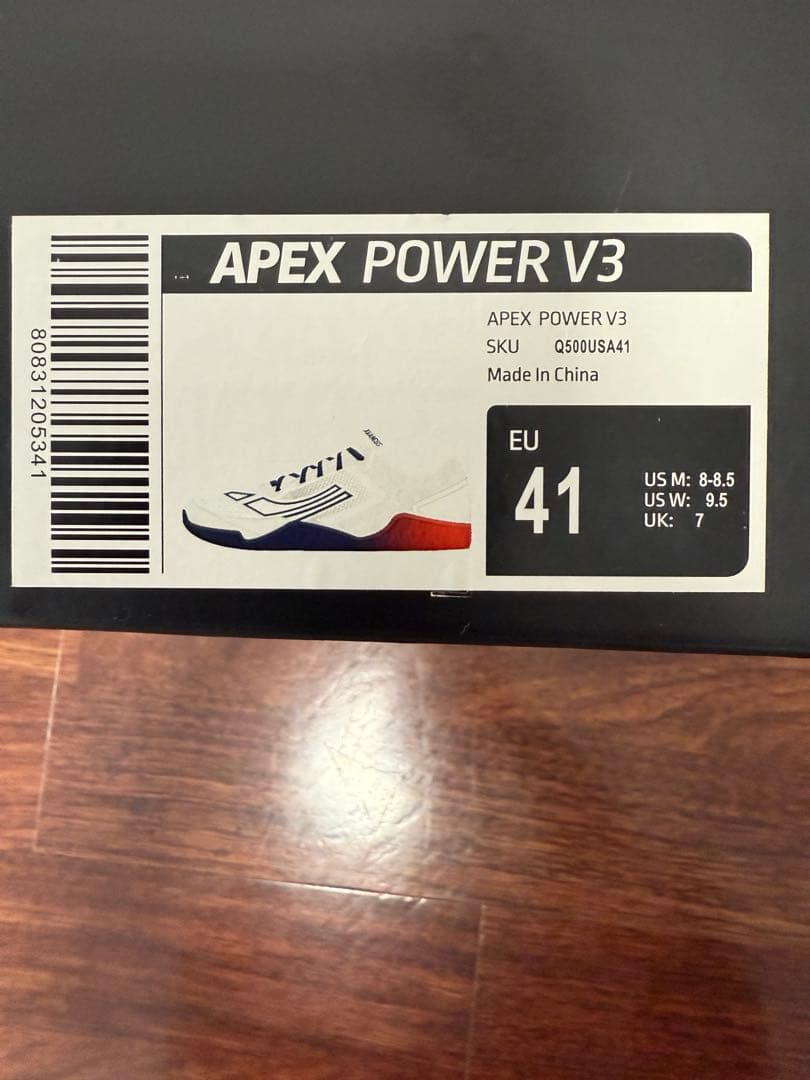 APEX POWER V3
APEX POWER V3
SKU Q500USA41
Made In China
EU
41
US M: 8-8.5
US W: 9.5
UK: 7
80831205341